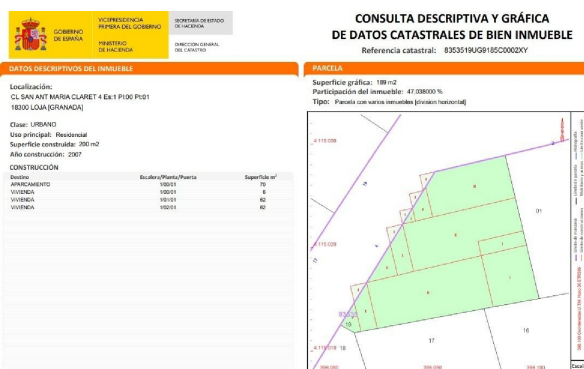 GOBIERNO
DE ESPAÑA
VICEPRESIDENCIA
PRIMERA DEL GOBIERNO
MINISTERIO
DE HACIENDA
SECRETARÍA DE ESTADO
DE HACIENDA
DIRECCIÓN GENERAL
DEL CATASTRO
CONSULTA DESCRIPTIVA Y GRÁFICA
DE DATOS CATASTRALES DE BIEN INMUEBLE
Referencia catastral: 8353519UG9185C0002XY
DATOS DESCRIPTIVOS DEL INMUEBLE
Localización:
CL SAN ANT MARIA CLARET 4 Es:1 Pl:00 Pt:01
18300 LOJA [GRANADA]
Clase: URBANO
Uso principal: Residencial
Superficie construida: 200 m2
Año construcción: 2007
CONSTRUCCIÓN
Destino Escalera/Planta/Puerta Superficie m²
APARCAMIENTO 1/00/01 70
VIVIENDA 1/00/01 6
VIVIENDA 1/01/01 62
VIVIENDA 1/02/01 62
PARCELA
Superficie gráfica: 189 m2
Participación del inmueble: 47,038000 %
Tipo: Parcela con varios inmuebles [division horizontal]
01
16
17
18
19